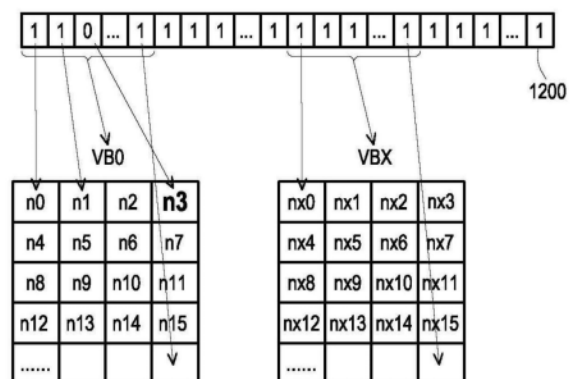 1 1 0 ... 1 1 1 1 ... 1 1 1 1 ... 1 1 1 1 1 ... 1
1200
VB0 VBX
n0 n1 n2 n3 nx0 nx1 nx2 nx3
n4 n5 n6 n7 nx4 nx5 nx6 nx7
n8 n9 n10 n11 nx8 nx9 nx10 nx11
n12 n13 n14 n15 nx12 nx13 nx14 nx15
...... ......